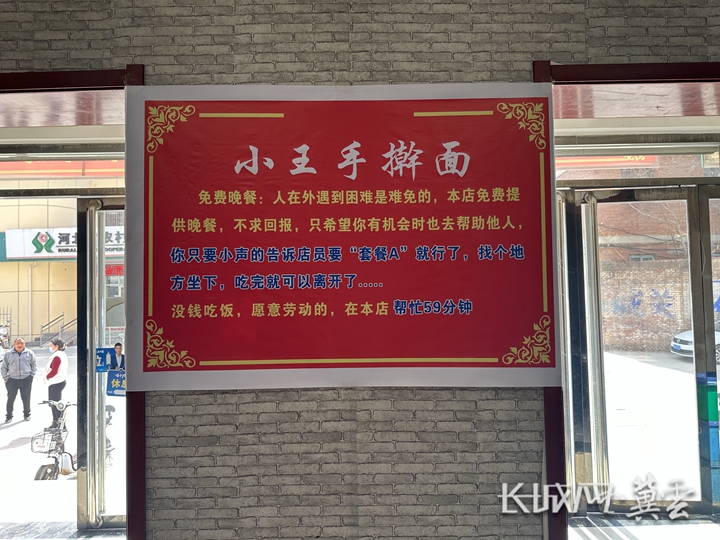 小王手擀面
免费晚餐：人在外遇到困难是难免的，本店免费提
供晚餐，不求回报，只希望你有机会时也去帮助他人，
你只要小声的告诉店员要“套餐A”就行了，找个地
方坐下，吃完就可以离开了.....
没钱吃饭，愿意劳动的，在本店 帮忙59分钟
河北
农村
休息
长城网·冀云